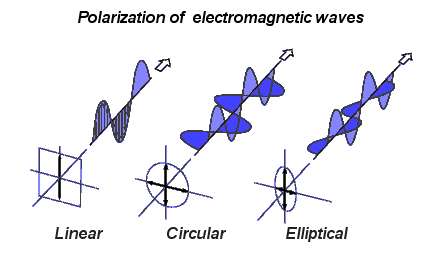 Polarization of electromagnetic waves
Linear Circular Elliptical